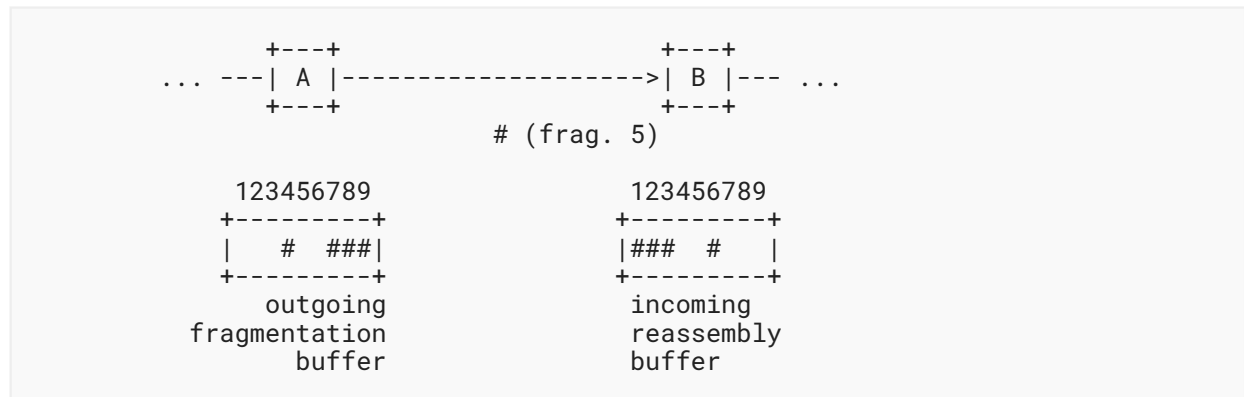 +---+                     +---+
... ---| A |-------------------->| B |--- ...
+---+                     +---+
# (frag. 5)
123456789                 123456789
+---------+               +---------+
|   #  ###|               |###  #   |
+---------+               +---------+
outgoing                incoming
fragmentation                reassembly
buffer                buffer